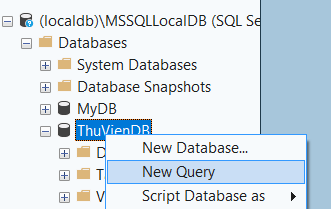 (localdb)\MSSQLLocalDB (SQL Se
Databases
System Databases
Database Snapshots
MyDB
ThuVienDB
New Database...
New Query
Script Database as